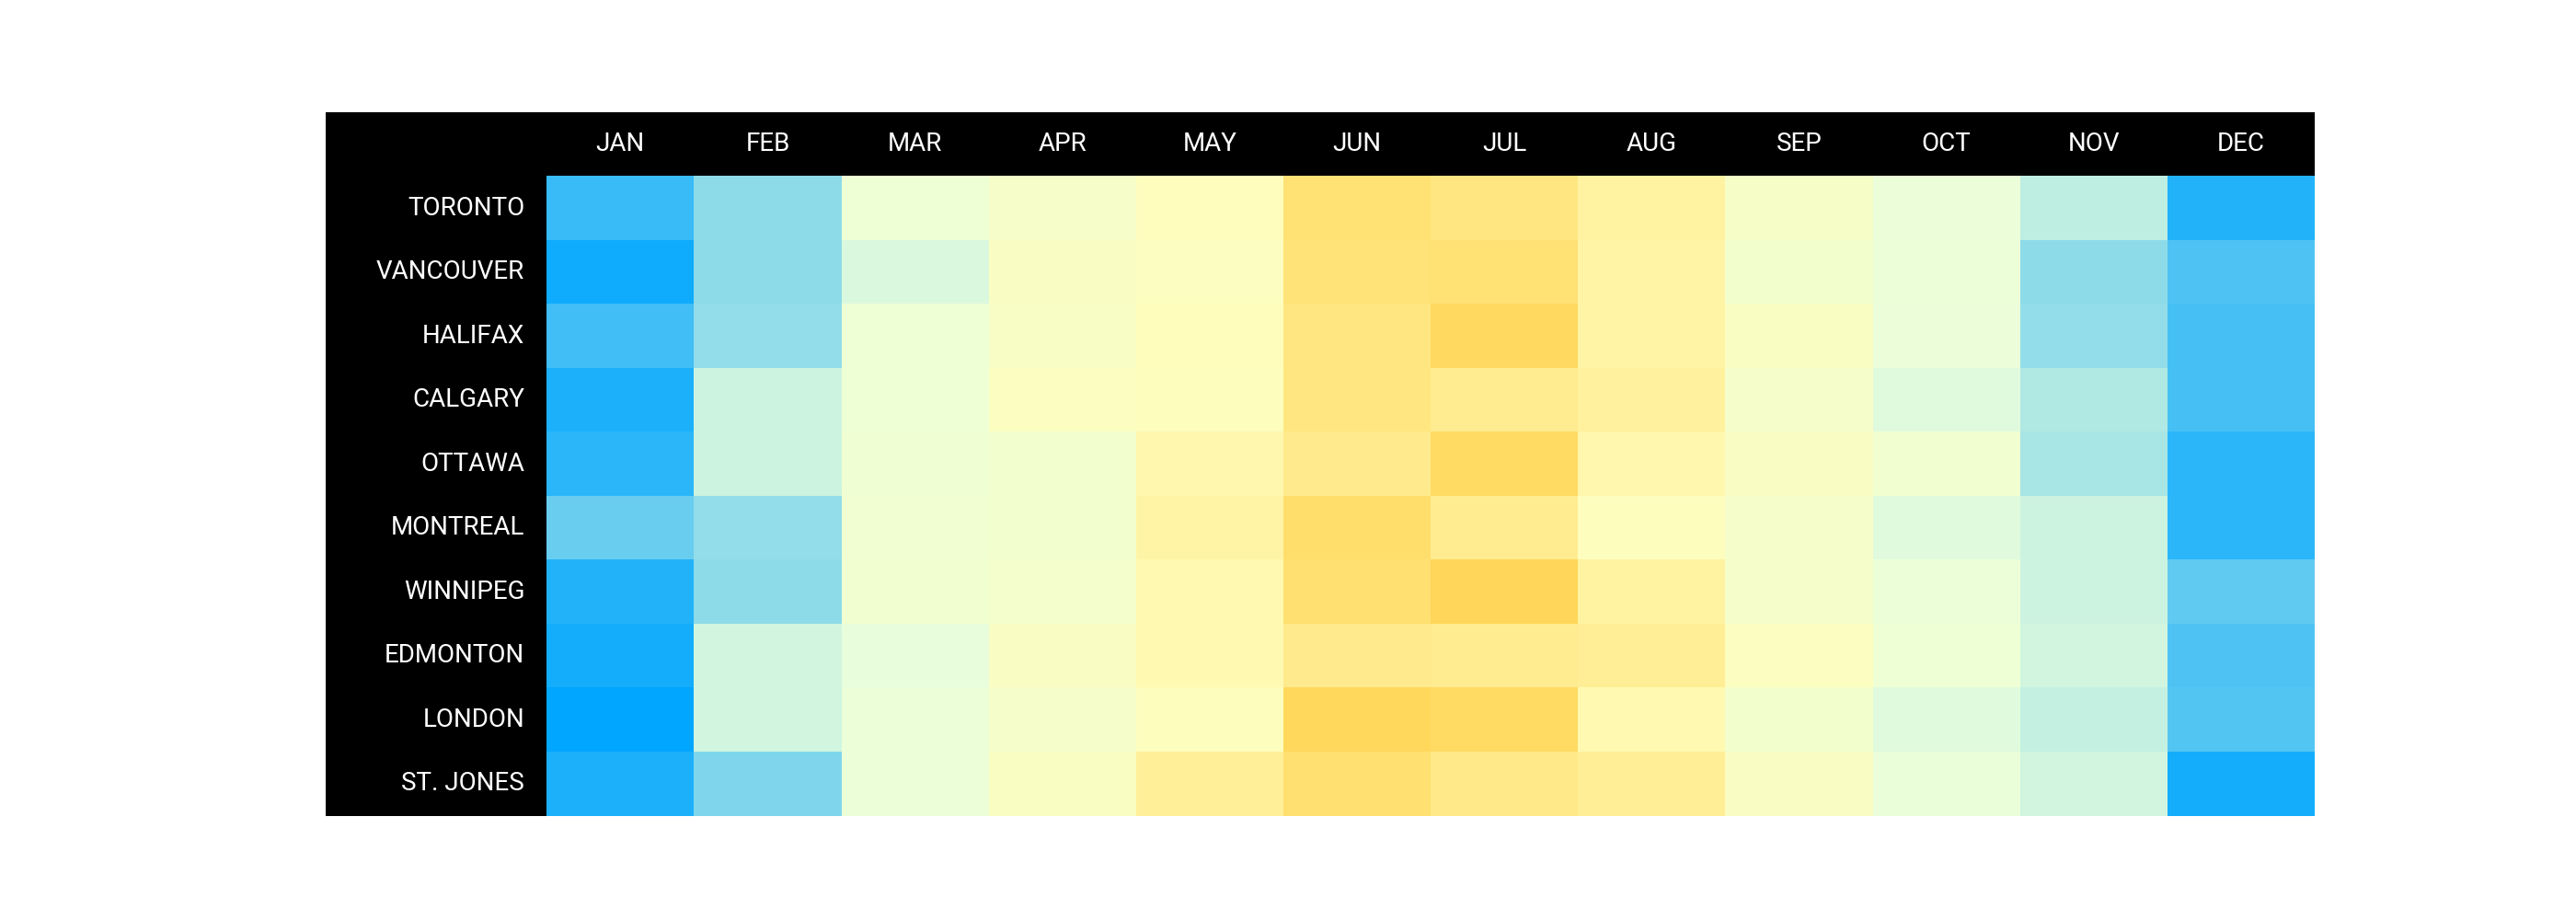 JAN FEB MAR APR MAY JUN JUL AUG SEP OCT NOV DEC
TORONTO
VANCOUVER
HALIFAX
CALGARY
OTTAWA
MONTREAL
WINNIPEG
EDMONTON
LONDON
ST. JONES